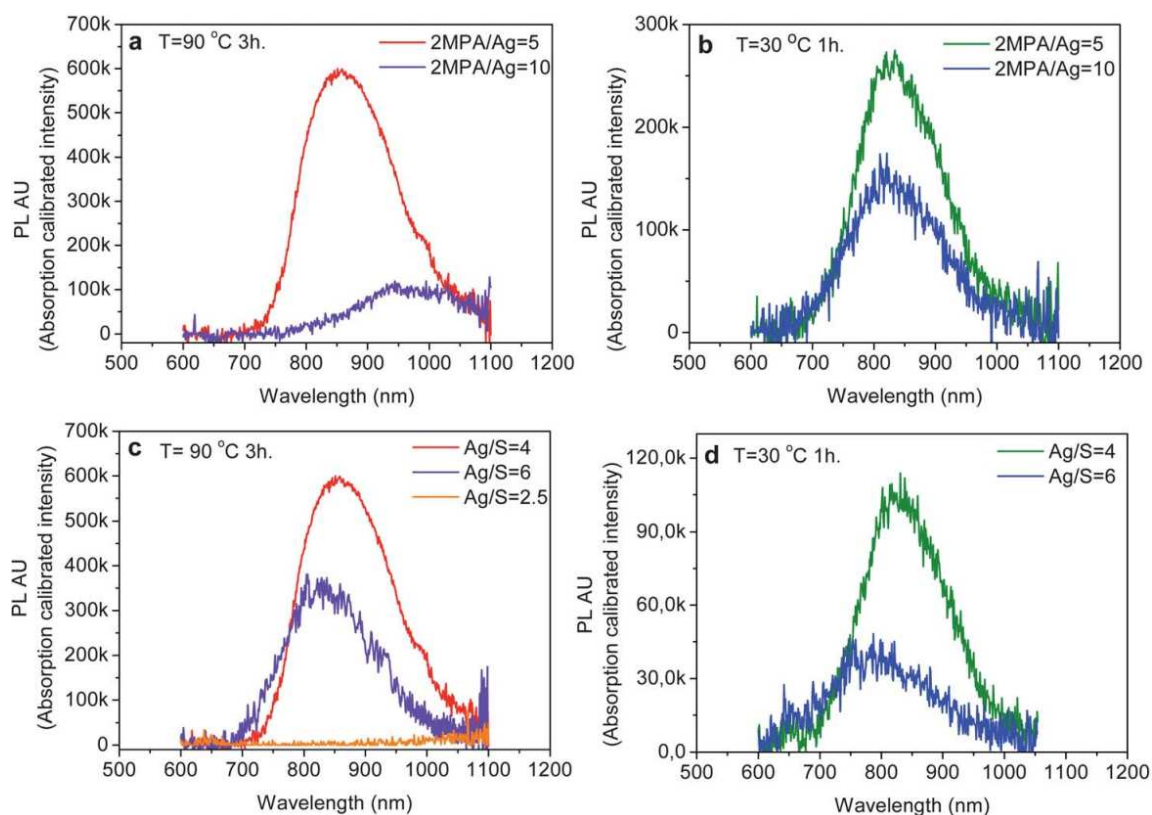 a T=90 °C 3h.
2MPA/Ag=5
2MPA/Ag=10
700k
600k
500k
400k
300k
200k
100k
0
PL AU
(Absorption calibrated intensity)
500 600 700 800 900 1000 1100 1200
Wavelength (nm)
b T=30 °C 1h.
2MPA/Ag=5
2MPA/Ag=10
300k
200k
100k
0
PL AU
(Absorption calibrated intensity)
500 600 700 800 900 1000 1100 1200
Wavelength (nm)
c T= 90 °C 3h.
Ag/S=4
Ag/S=6
Ag/S=2.5
700k
600k
500k
400k
300k
200k
100k
0
PL AU
(Absorption calibrated intensity)
500 600 700 800 900 1000 1100 1200
Wavelength (nm)
d T=30 °C 1h.
Ag/S=4
Ag/S=6
120,0k
90,0k
60,0k
30,0k
0,0
PL AU
(Absorption calibrated intensity)
500 600 700 800 900 1000 1100 1200
Wavelength (nm)